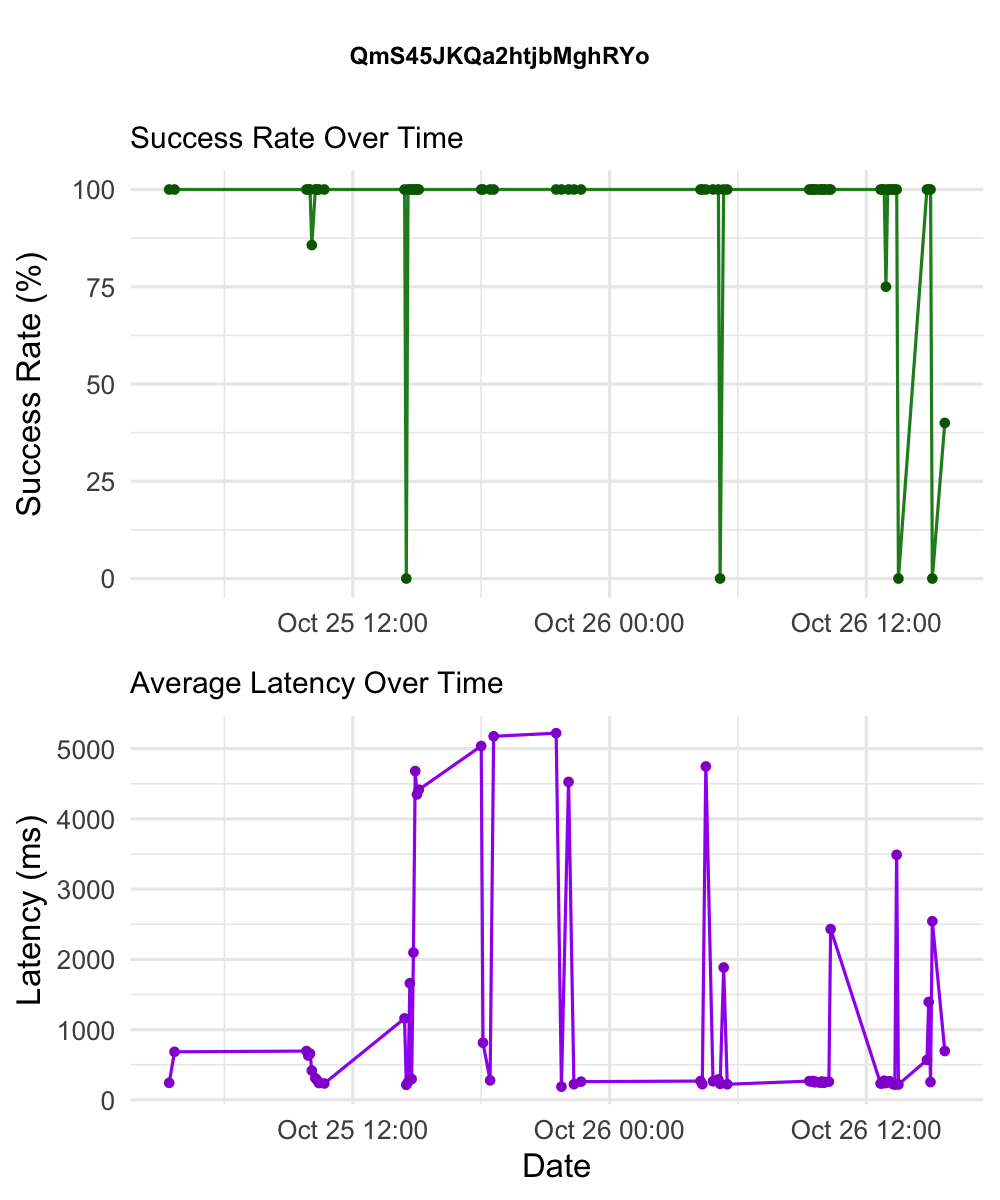 QmS45JKQa2htjbMghRYo
Success Rate Over Time
Success Rate (%)
100
75
50
25
0
Oct 25 12:00 Oct 26 00:00 Oct 26 12:00
Average Latency Over Time
Latency (ms)
5000
4000
3000
2000
1000
0
Oct 25 12:00 Oct 26 00:00 Oct 26 12:00
Date